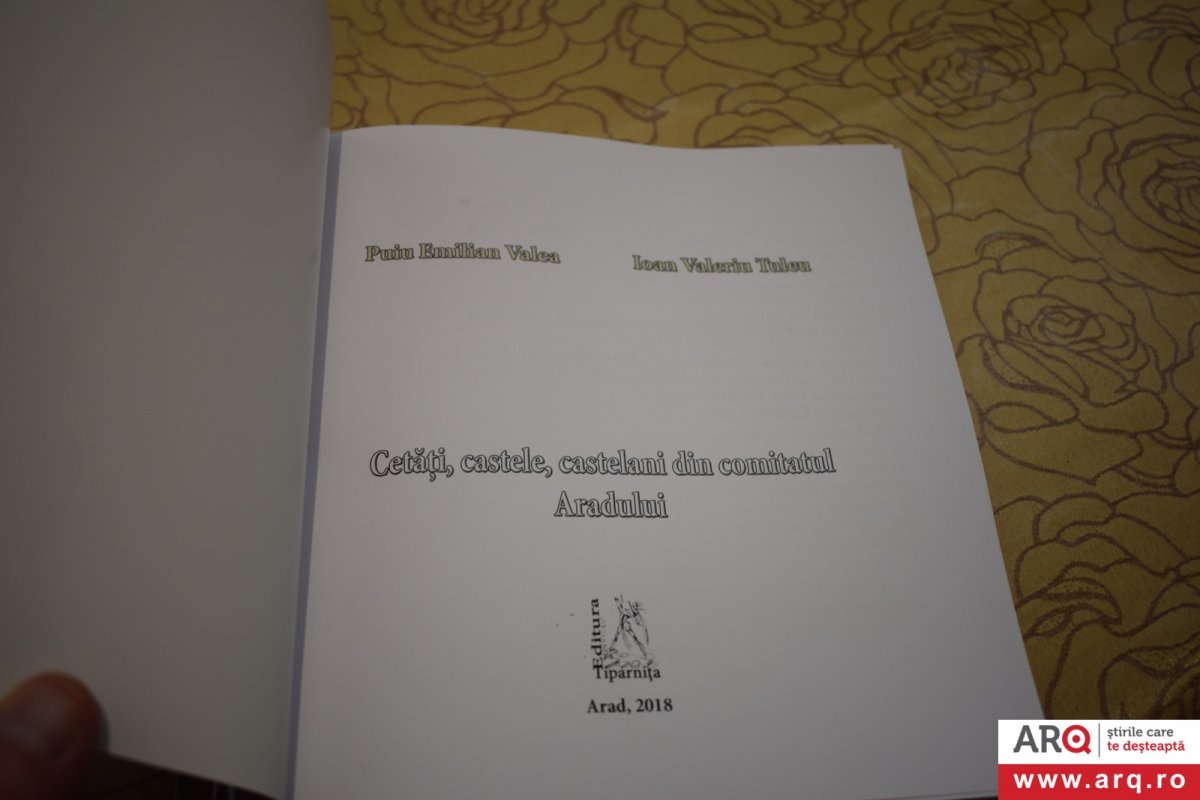 Puiu Emilian Valea Ioan Valeriu Tuleu
Cetăți, castele, castelani din comitatul
Aradului
Editura
Tiparnița
Arad, 2018
ARQ știrile care
te deșteaptă
www.arq.ro